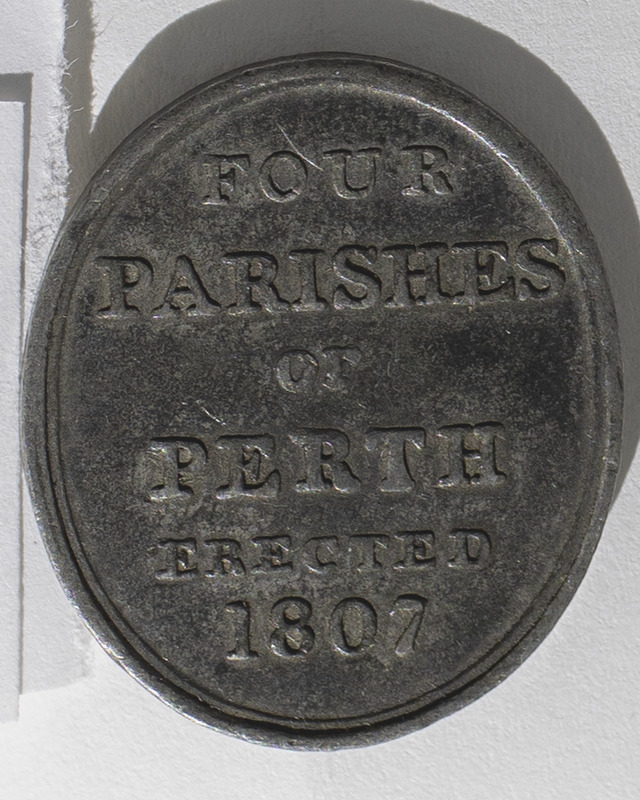 FOUR
PARISHES
OF
PERTH
ERECTED
1807